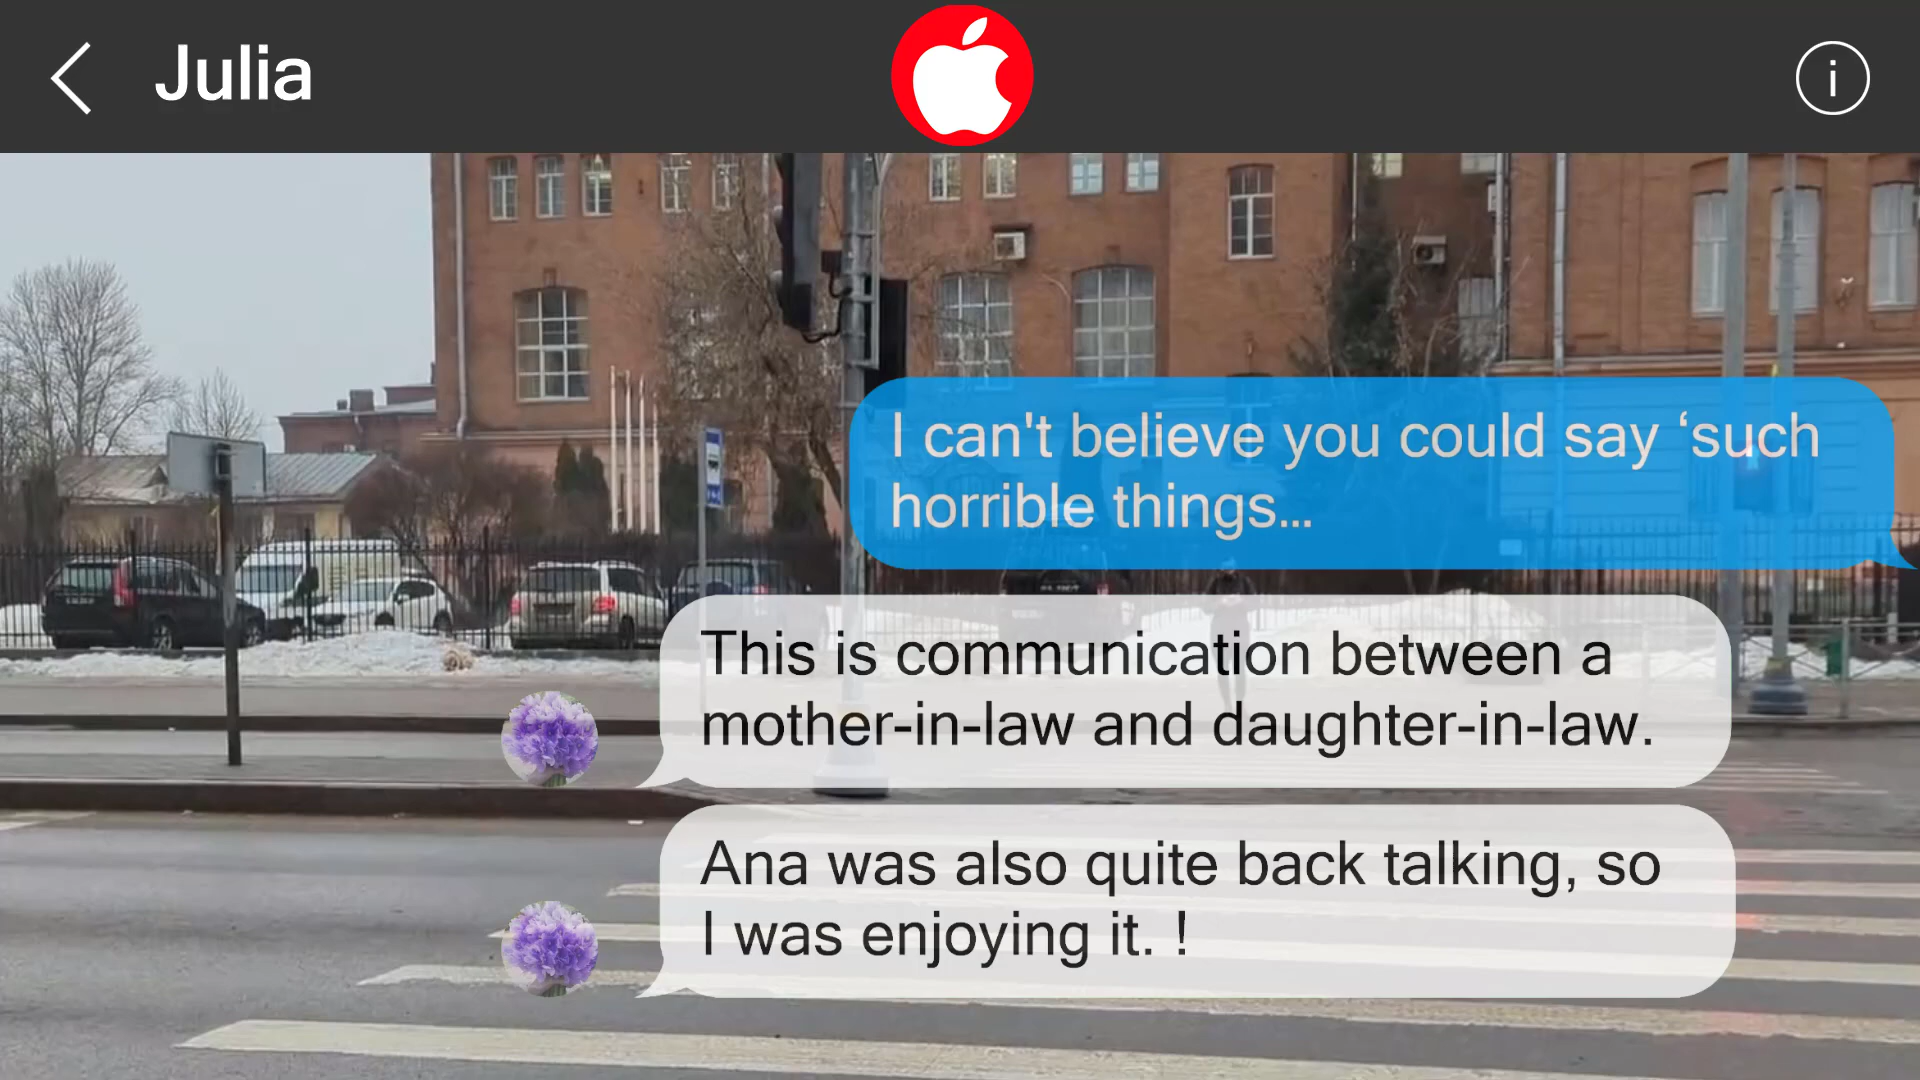 Julia
I can't believe you could say ‘such
horrible things...
This is communication between a
mother-in-law and daughter-in-law.
Ana was also quite back talking, so
I was enjoying it. !